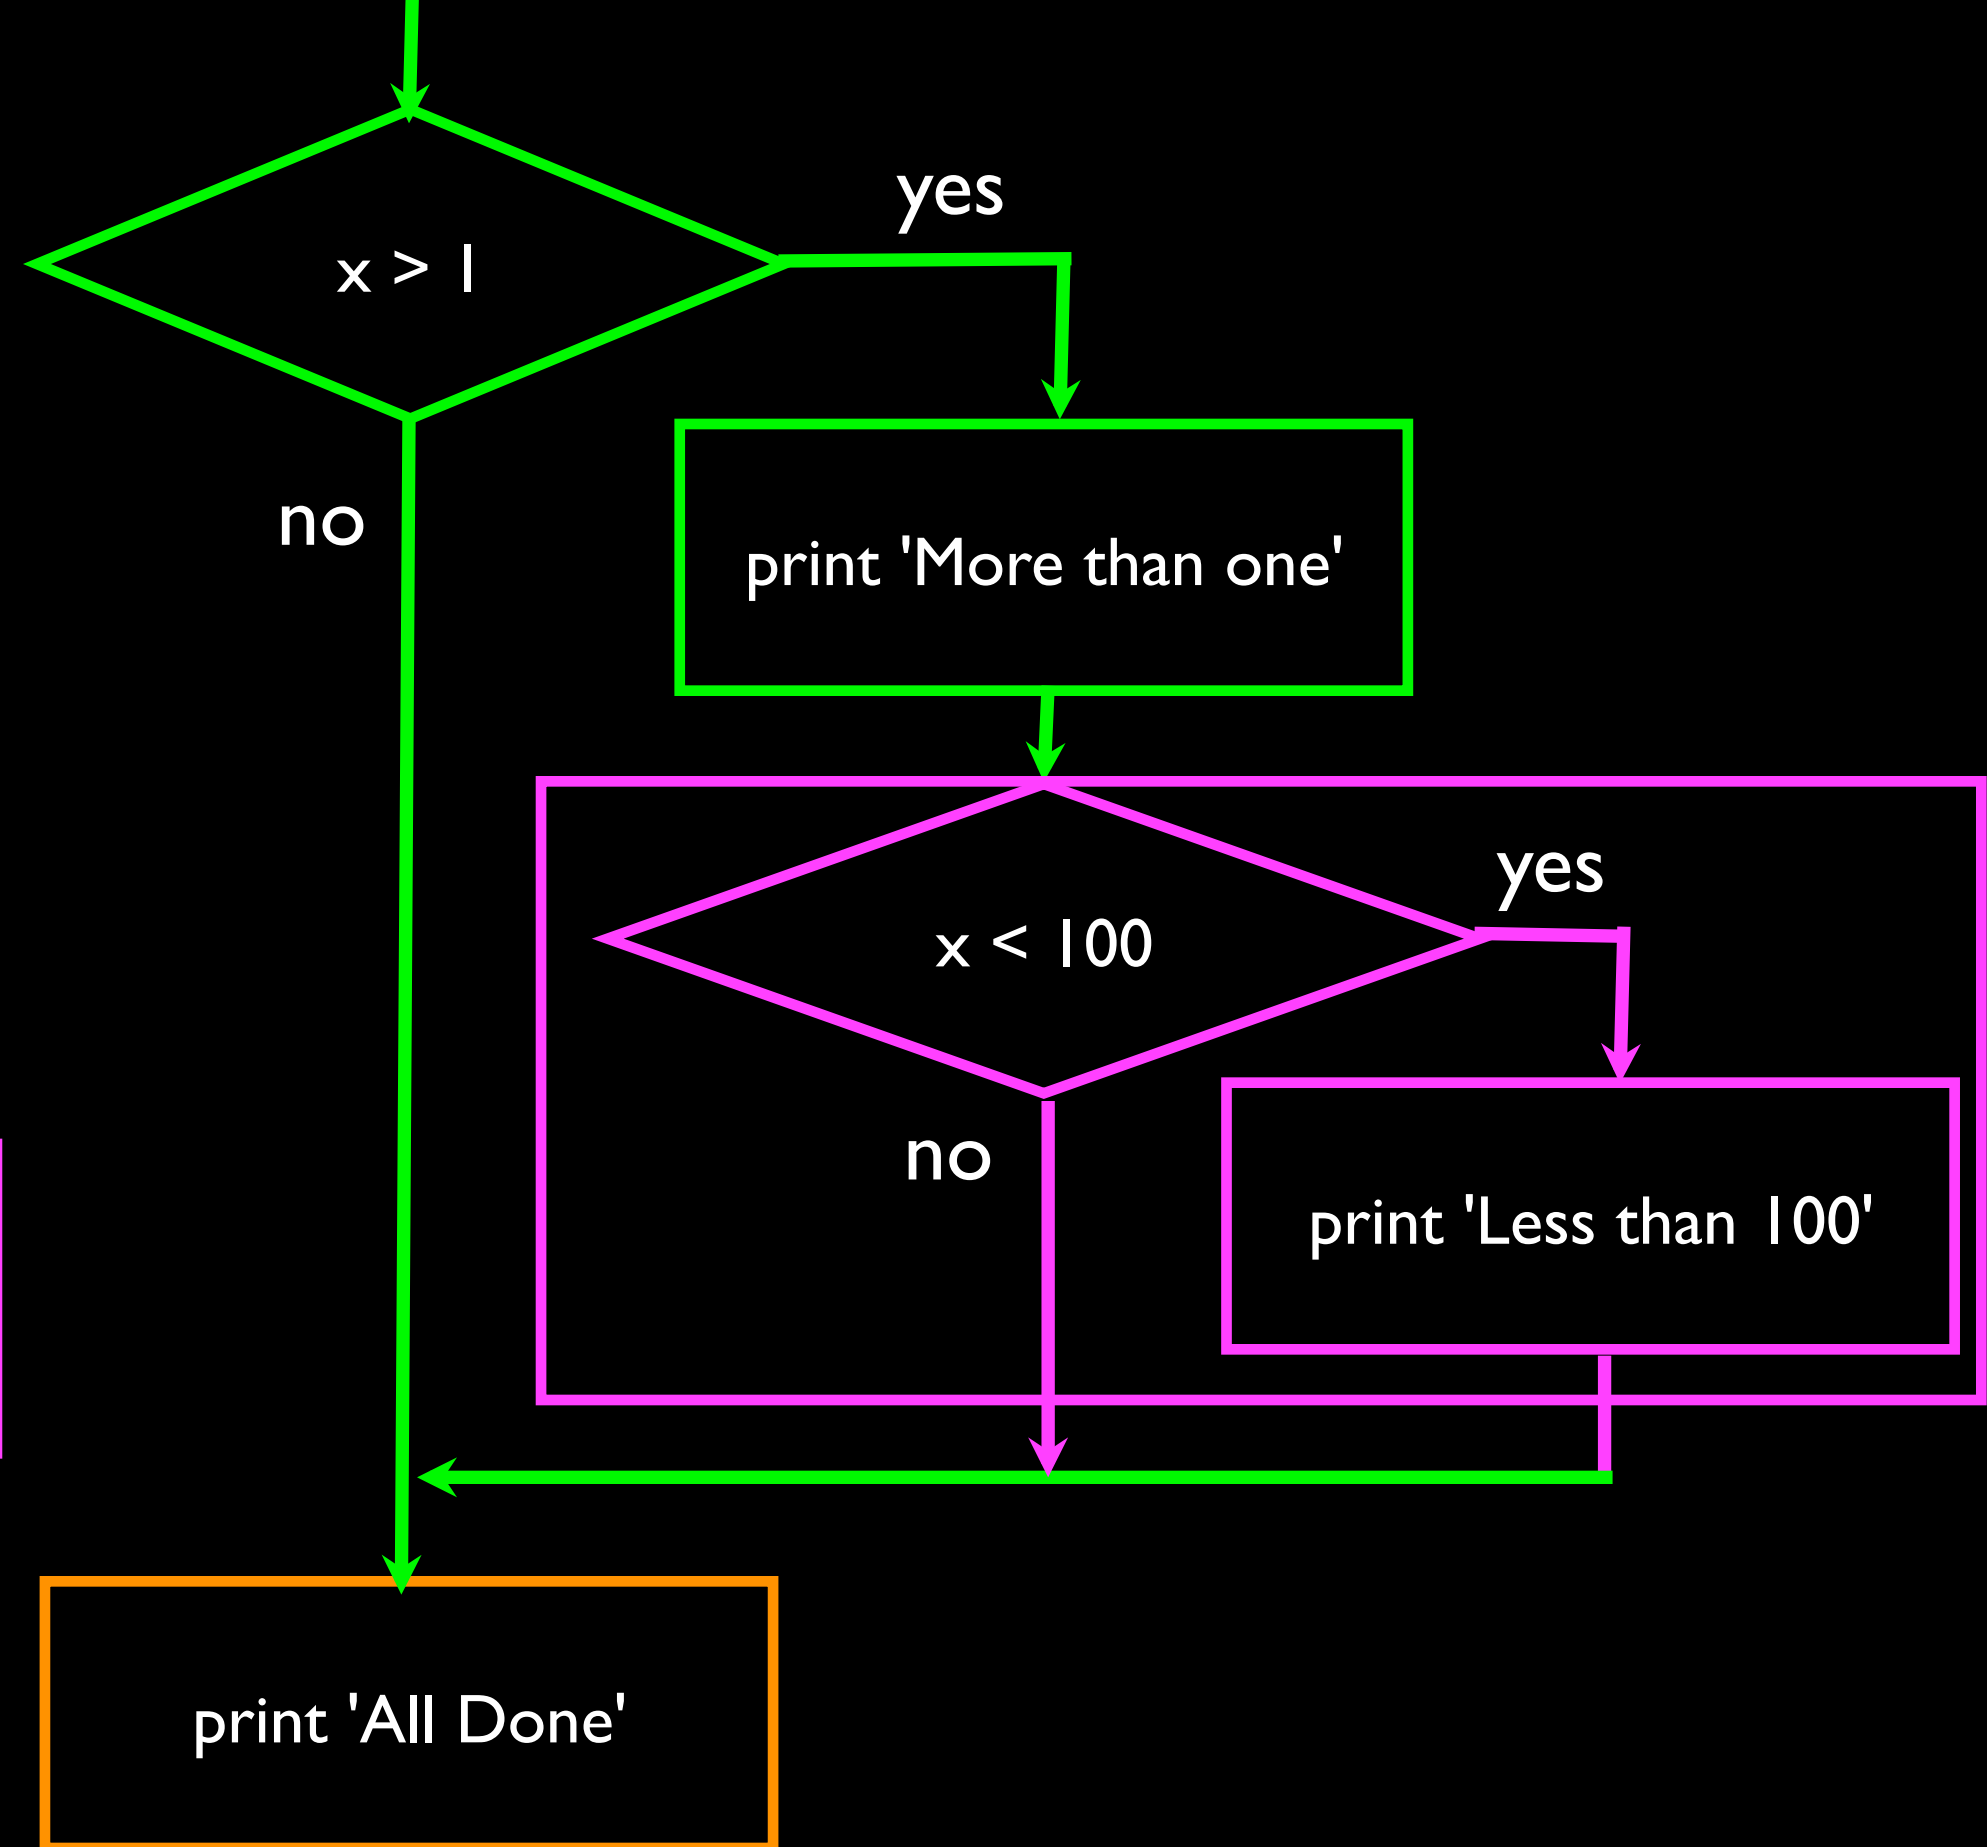 yes
x > 1
no
print 'More than one'
yes
x < 100
no
print 'Less than 100'
print 'All Done'